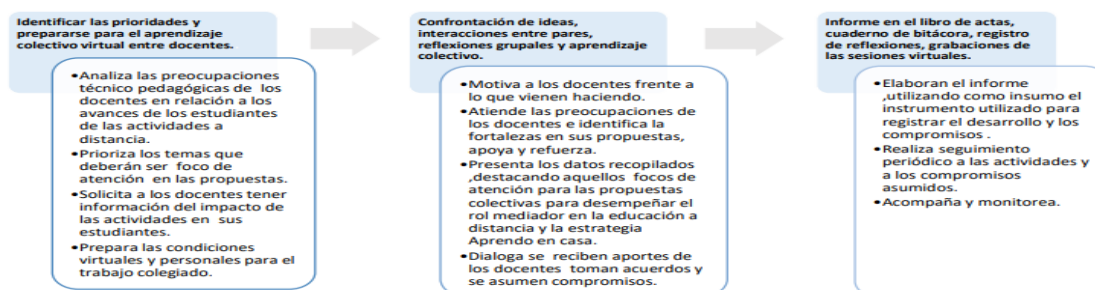 Identificar las prioridades y
prepararse para el aprendizaje
colectivo virtual entre docentes.
•Analiza las preocupaciones
técnico pedagógicas de los
docentes en relación a los
avances de los estudiantes
de las actividades a
distancia.
•Prioriza los temas que
deberán ser foco de
atención en las propuestas.
•Solicita a los docentes tener
información del impacto de
las actividades en sus
estudiantes.
•Prepara las condiciones
virtuales y personales para el
trabajo colegiado.
Confrontación de ideas,
interacciones entre pares,
reflexiones grupales y aprendizaje
colectivo.
•Motiva a los docentes frente a
lo que vienen haciendo.
•Atiende las preocupaciones de
los docentes e identifica la
fortalezas en sus propuestas,
apoya y refuerza.
•Presenta los datos recopilados
,destacando aquellos focos de
atención para las propuestas
colectivas para desempeñar el
rol mediador en la educación a
distancia y la estrategia
Aprendo en casa.
•Dialoga se reciben aportes de
los docentes toman acuerdos y
se asumen compromisos.
Informe en el libro de actas,
cuaderno de bitácora, registro
de reflexiones, grabaciones de
las sesiones virtuales.
•Elaboran el informe
,utilizando como insumo el
instrumento utilizado para
registrar el desarrollo y los
compromisos .
•Realiza seguimiento
periódico a las actividades y
a los compromisos
asumidos.
•Acompaña y monitorea.